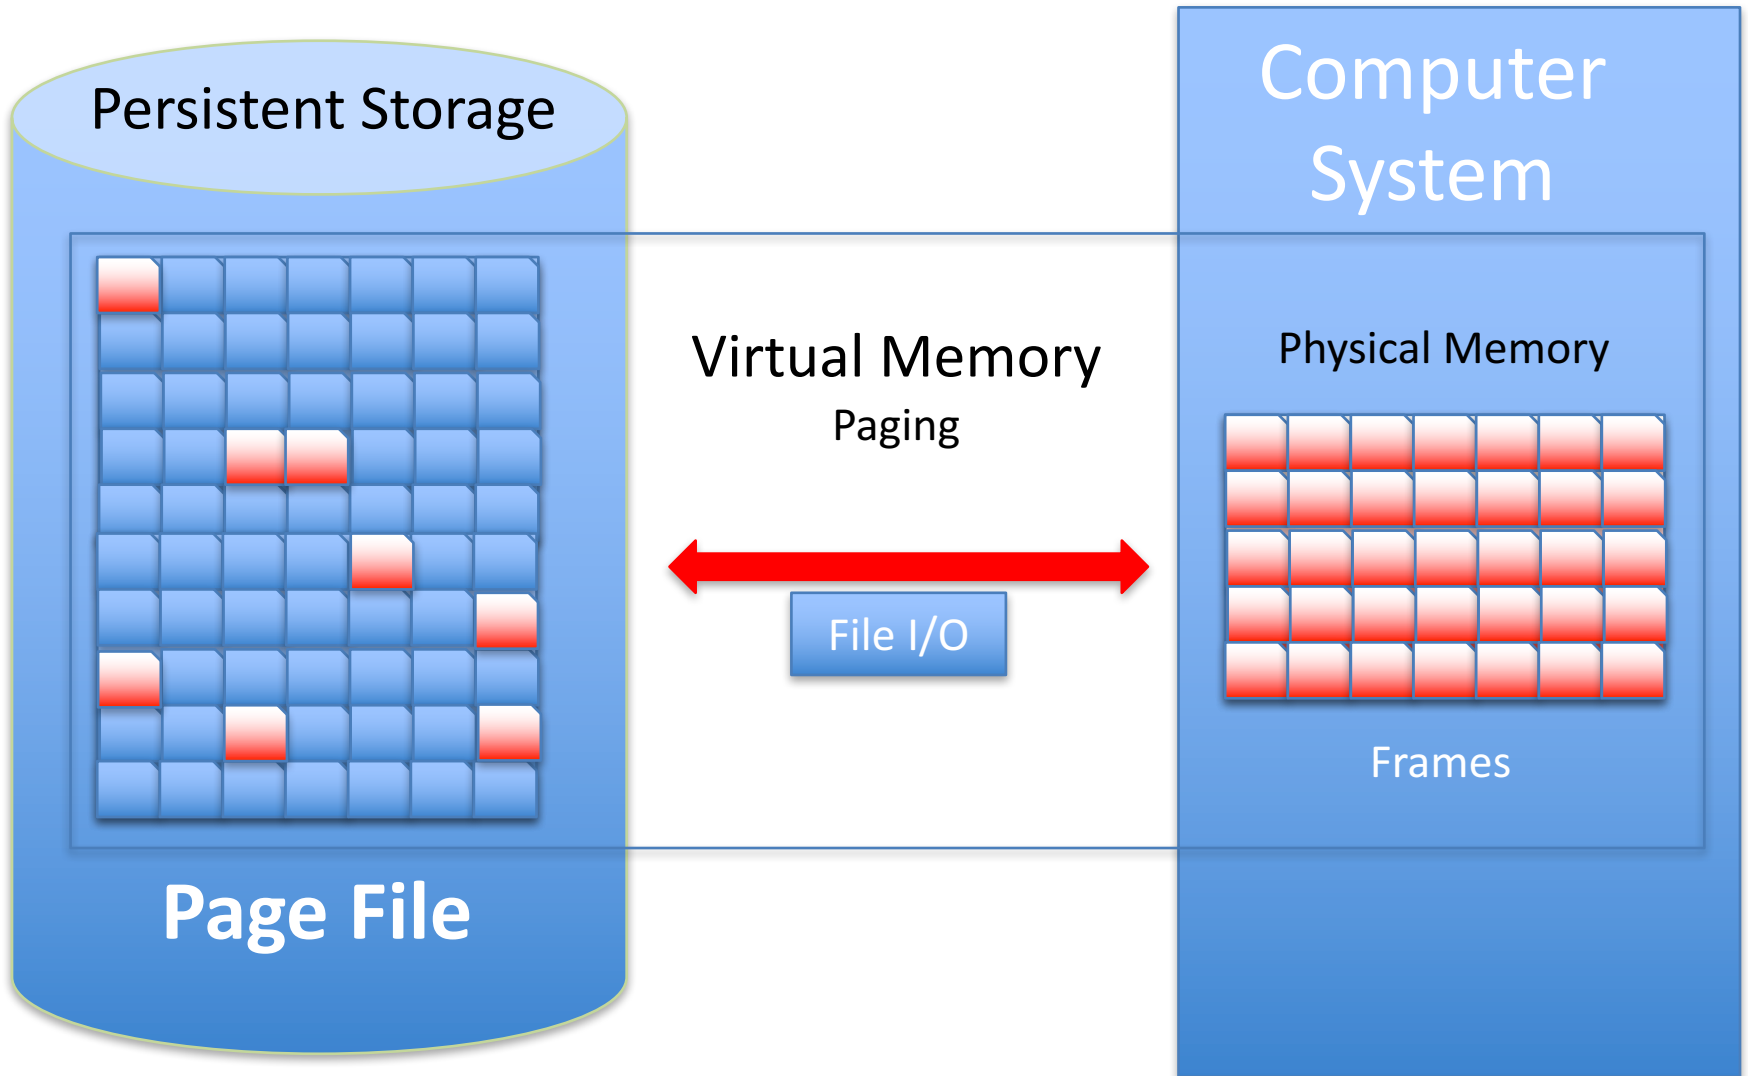 Persistent Storage
Computer
System
Virtual Memory
Paging
File I/O
Physical Memory
Frames
Page File